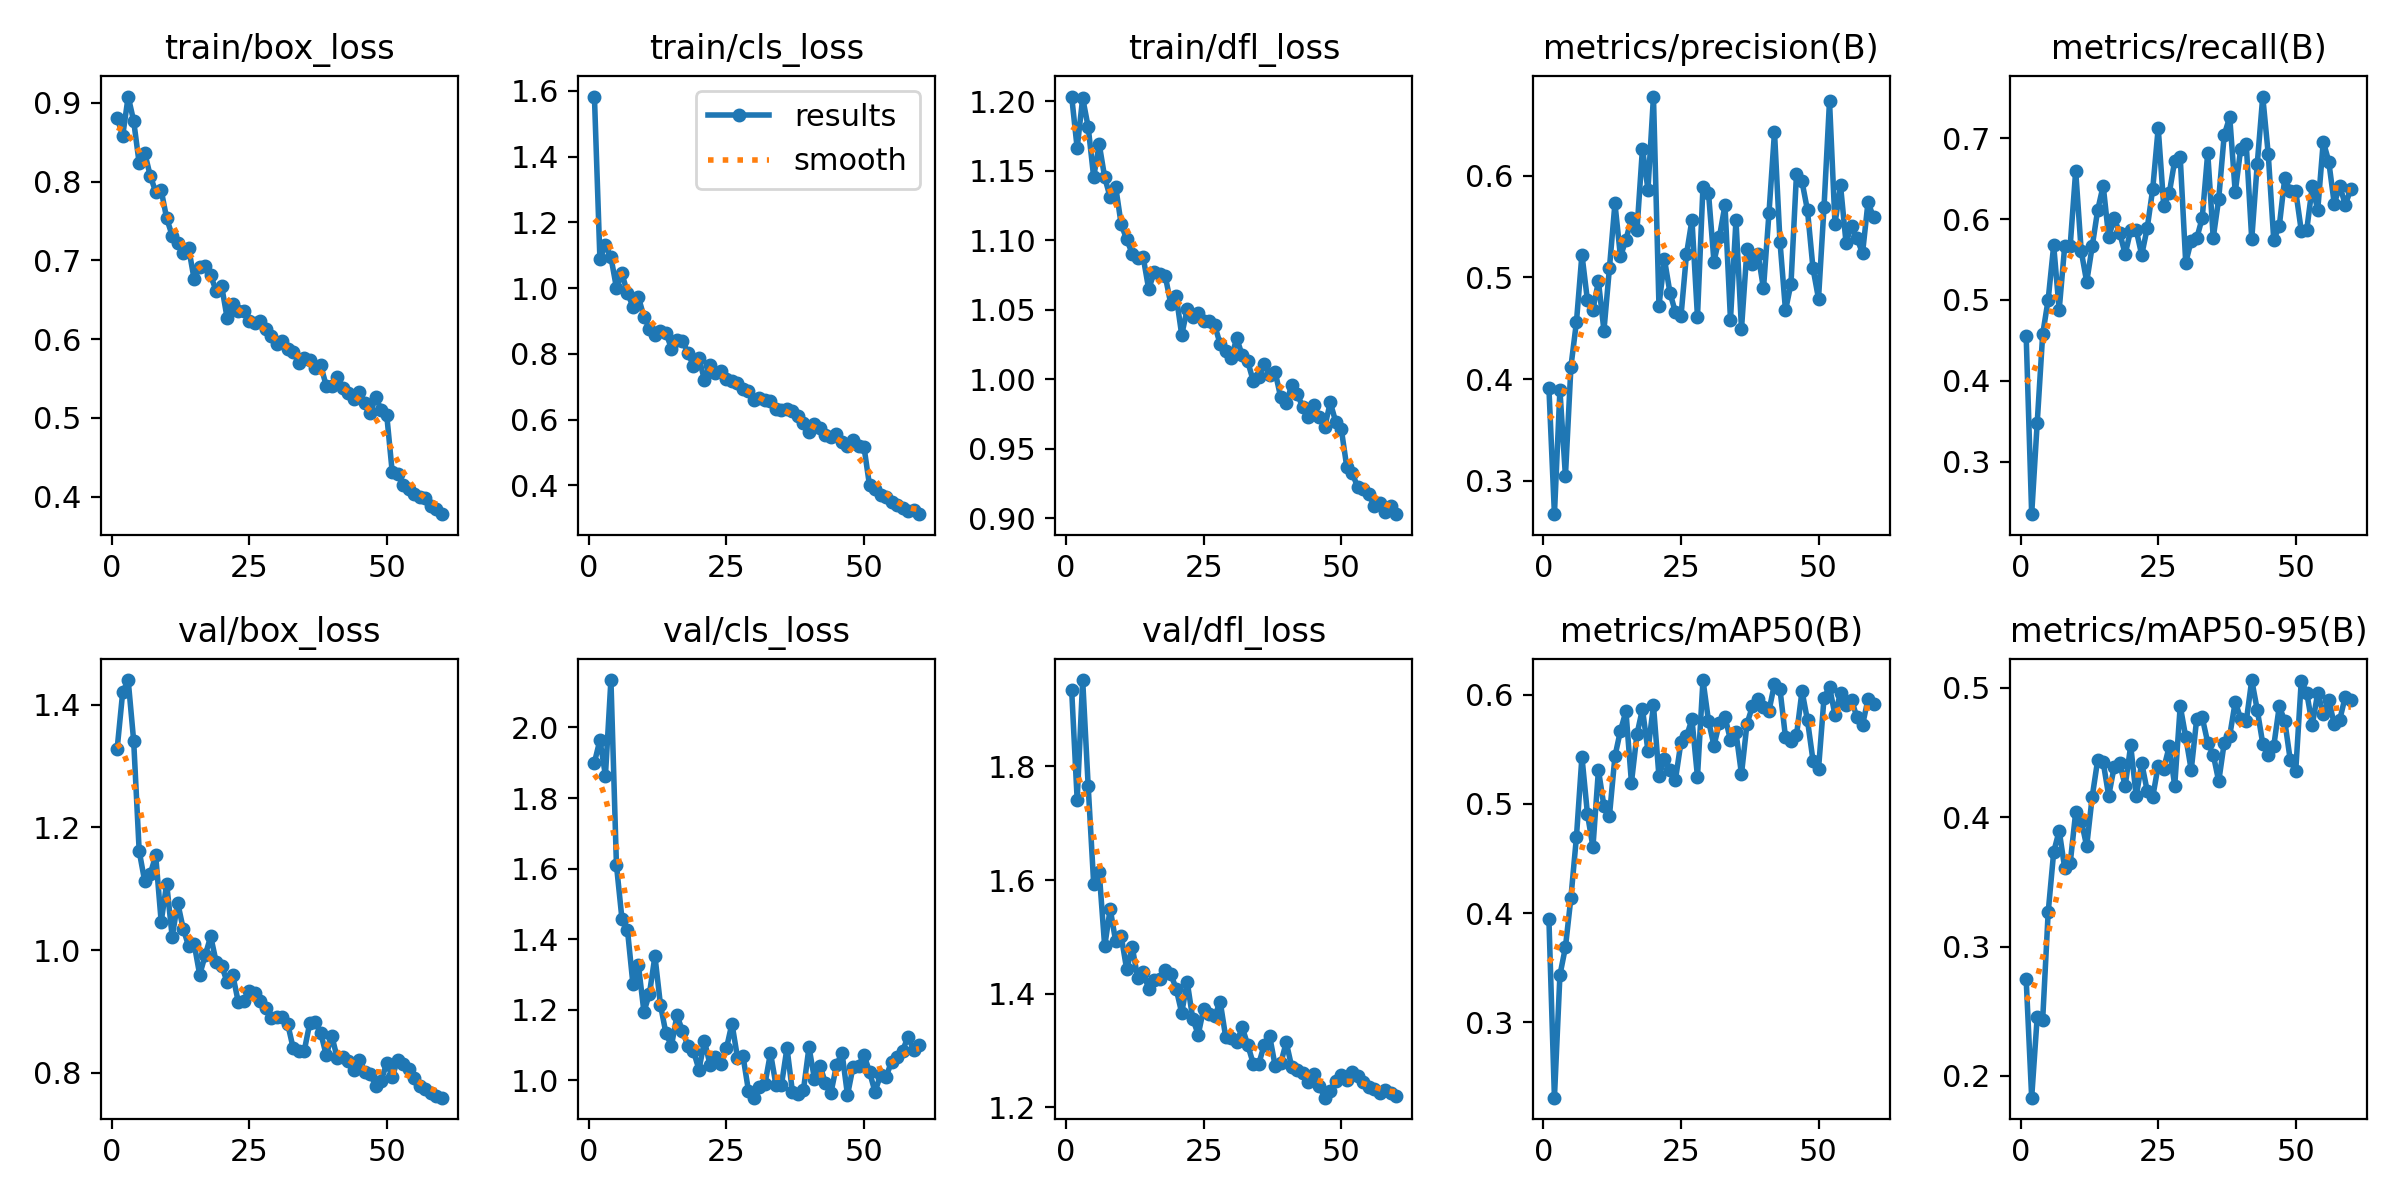 train/box_loss
0.9
0.8
0.7
0.6
0.5
0.4
0 25 50
train/cls_loss
results
smooth
1.6
1.4
1.2
1.0
0.8
0.6
0.4
0 25 50
train/dfl_loss
1.20
1.15
1.10
1.05
1.00
0.95
0.90
0 25 50
metrics/precision(B)
0.6
0.5
0.4
0.3
0 25 50
metrics/recall(B)
0.7
0.6
0.5
0.4
0.3
0 25 50
val/box_loss
1.4
1.2
1.0
0.8
0 25 50
val/cls_loss
2.0
1.8
1.6
1.4
1.2
1.0
0 25 50
val/dfl_loss
1.8
1.6
1.4
1.2
0 25 50
metrics/mAP50(B)
0.6
0.5
0.4
0.3
0 25 50
metrics/mAP50-95(B)
0.5
0.4
0.3
0.2
0 25 50